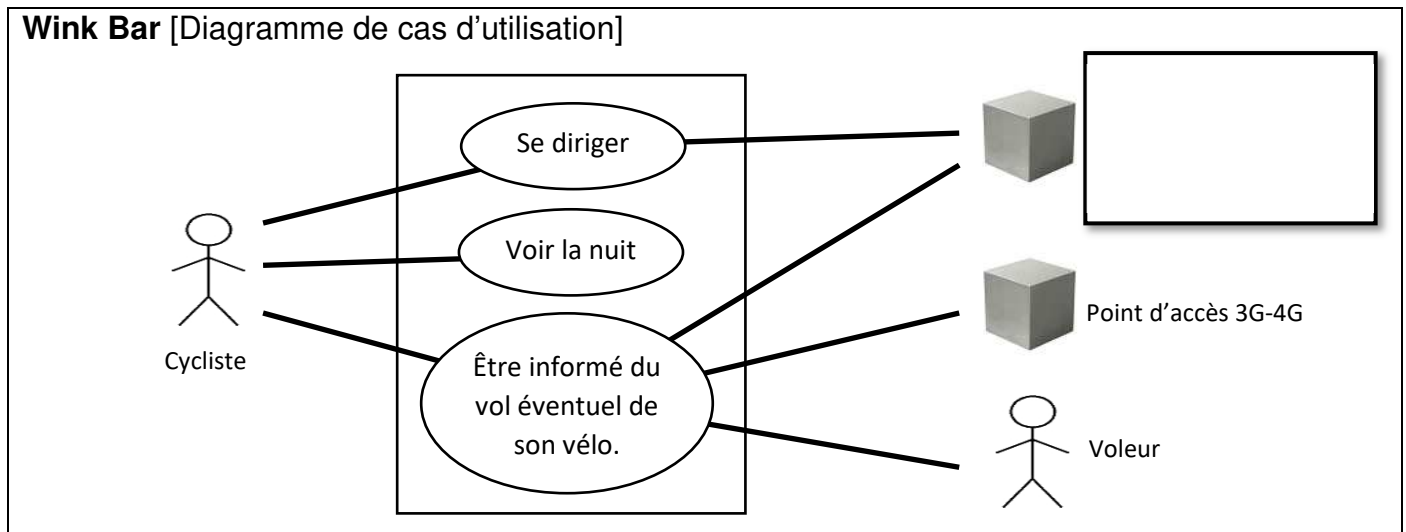 Wink Bar [Diagramme de cas d’utilisation]
Se diriger
Voir la nuit
Cycliste
Être informé du
vol éventuel de
son vélo.
Point d’accès 3G-4G
Voleur